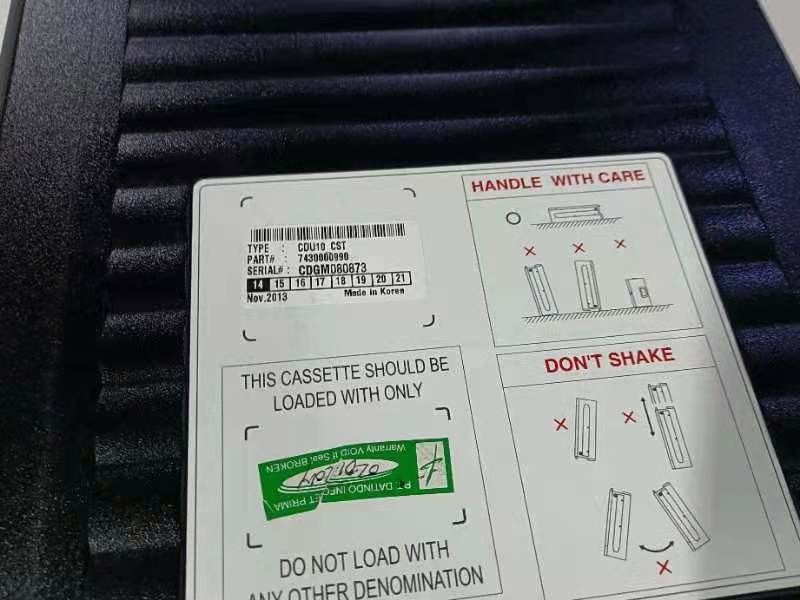 TYPE : CDU10 CST
PART# : 7430000990
SERIAL# : CDGM080873
14 15 16 17 18 19 20 21
Nov.2013 Made in Korea
THIS CASSETTE SHOULD BE
LOADED WITH ONLY
PT. DATINDO INFONET PRIMA
Warranty VOID If Seal BROKEN
DO NOT LOAD WITH
ANY OTHER DENOMINATION
HANDLE WITH CARE
DON'T SHAKE